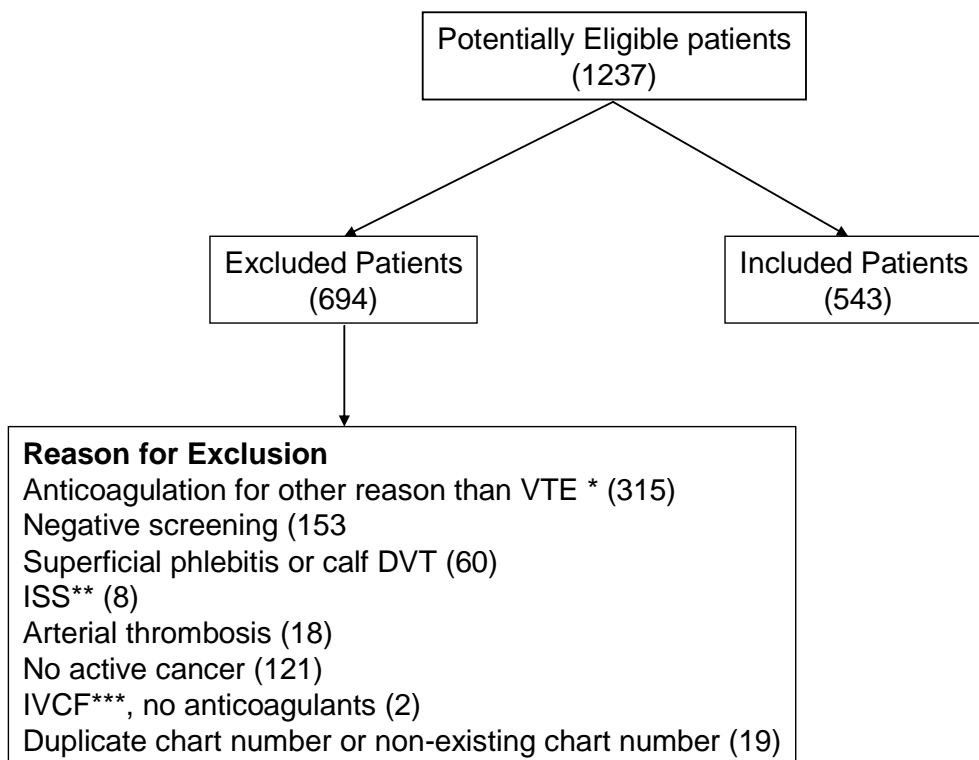 Potentially Eligible patients
(1237)
Excluded Patients
(694)
Included Patients
(543)
Reason for Exclusion
Anticoagulation for other reason than VTE * (315)
Negative screening (153
Superficial phlebitis or calf DVT (60)
ISS** (8)
Arterial thrombosis (18)
No active cancer (121)
IVCF***, no anticoagulants (2)
Duplicate chart number or non-existing chart number (19)